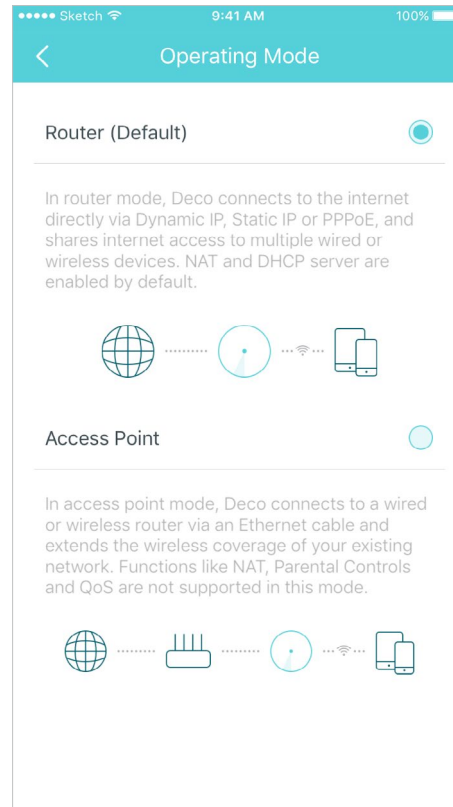 Sketch 9:41 AM 100%
Operating Mode
Router (Default)
In router mode, Deco connects to the internet
directly via Dynamic IP, Static IP or PPPoE, and
shares internet access to multiple wired or
wireless devices. NAT and DHCP server are
enabled by default.
Access Point
In access point mode, Deco connects to a wired
or wireless router via an Ethernet cable and
extends the wireless coverage of your existing
network. Functions like NAT, Parental Controls
and QoS are not supported in this mode.